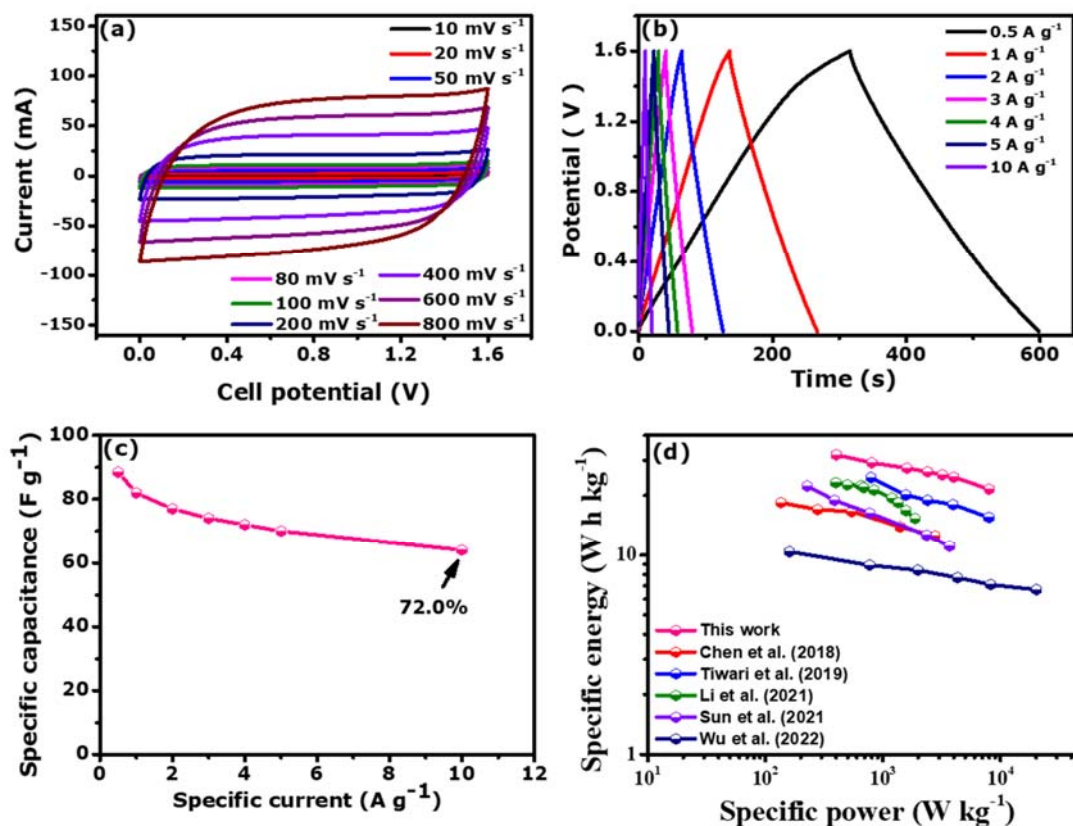 (a)
10 mV s⁻¹
20 mV s⁻¹
50 mV s⁻¹
80 mV s⁻¹
100 mV s⁻¹
200 mV s⁻¹
400 mV s⁻¹
600 mV s⁻¹
800 mV s⁻¹
150
100
50
0
-50
-100
-150
Current (mA)
0.0
0.4
0.8
1.2
1.6
Cell potential (V)
(b)
0.5 A g⁻¹
1 A g⁻¹
2 A g⁻¹
3 A g⁻¹
4 A g⁻¹
5 A g⁻¹
10 A g⁻¹
1.6
1.2
0.8
0.4
0.0
Potential ( V)
0
200
400
600
Time (s)
(c)
100
80
60
40
20
0
Specific capacitance (F g⁻¹)
72.0%
0
2
4
6
8
10
12
Specific current (A g⁻¹)
(d)
10
1
Specific energy (W h kg⁻¹)
This work
Chen et al. (2018)
Tiwari et al. (2019)
Li et al. (2021)
Sun et al. (2021
Wu et al. (2022)
10¹
10²
10³
10⁴
Specific power (W kg⁻¹)